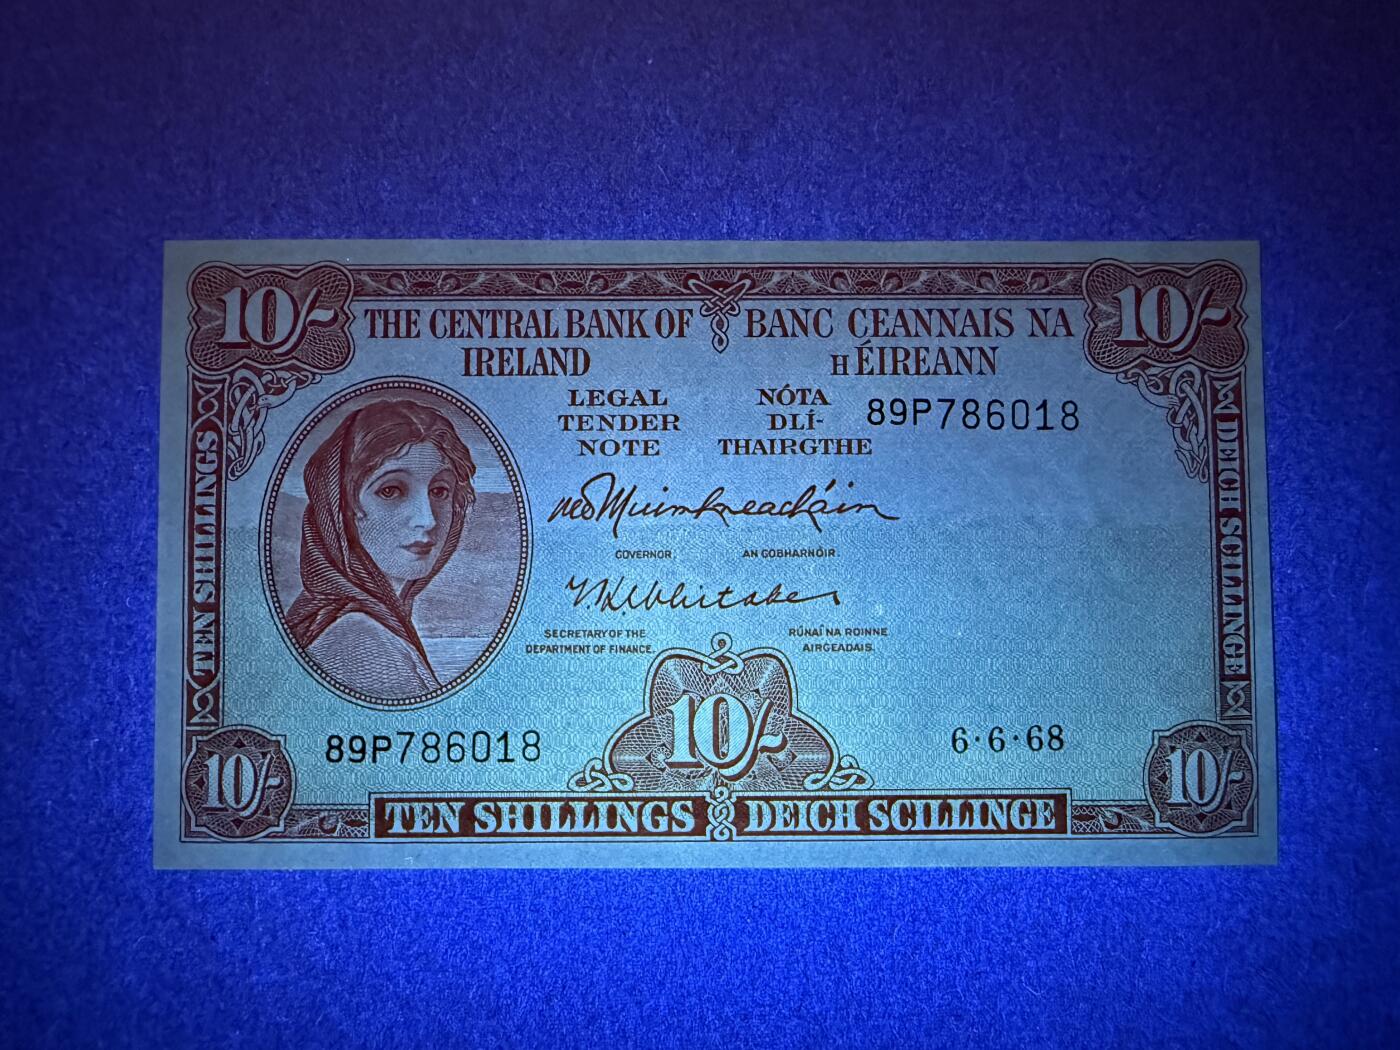 10/- 10/-
THE CENTRAL BANK OF BANC CEANNAIS NA
IRELAND hÉIREANN
LEGAL NÓTA
TENDER DLÍ-
NOTE THAIRGTHE
89P786018
TEN SHILLINGS
DEICH SCILLINGE
GOVERNOR. AN GOBHARNÓIR.
T.K. Whitaker
SECRETARY OF THE RÚNAÍ NA ROINNE
DEPARTMENT OF FINANCE. AIRGEADAIS.
10/-
89P786018
6·6·68
10/- 10/-
TEN SHILLINGS DEICH SCILLINGE